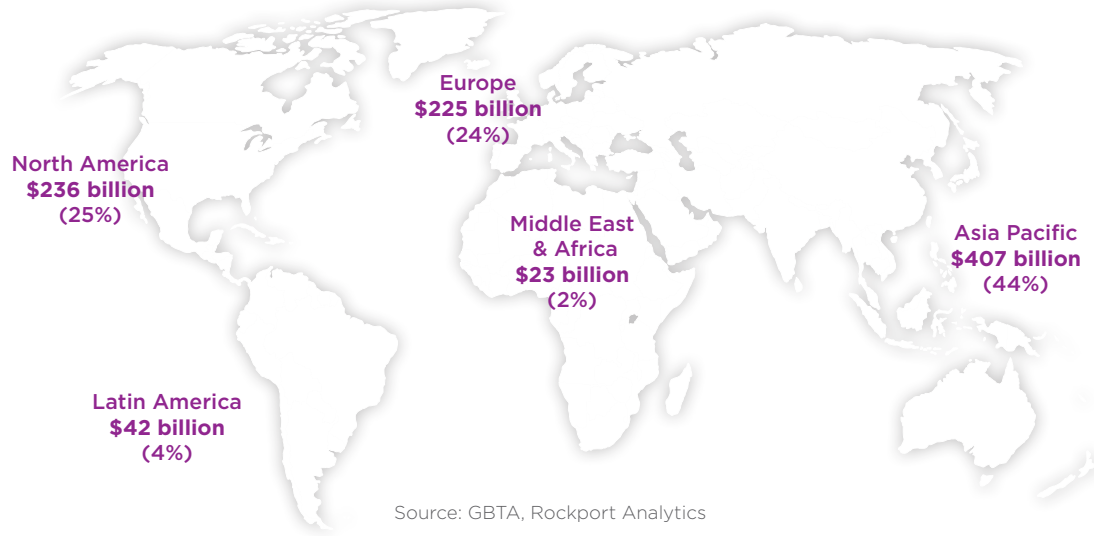 Europe
$225 billion
(24%)
North America
$236 billion
(25%)
Middle East
& Africa
$23 billion
(2%)
Asia Pacific
$407 billion
(44%)
Latin America
$42 billion
(4%)
Source: GBTA, Rockport Analytics